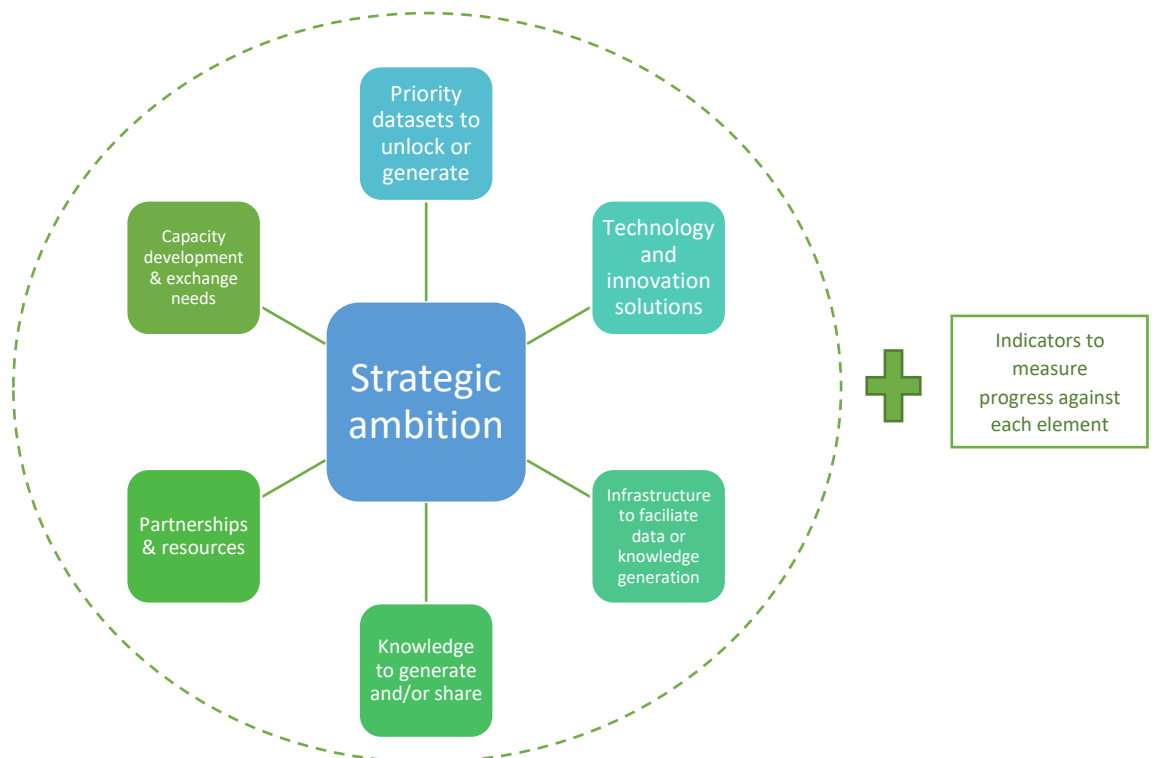 Priority
datasets to
unlock or
generate
Technology
and
innovation
solutions
Infrastructure
to faciliate
data or
knowledge
generation
Knowledge
to generate
and/or share
Partnerships
& resources
Capacity
development
& exchange
needs
Strategic
ambition
Indicators to
measure
progress against
each element